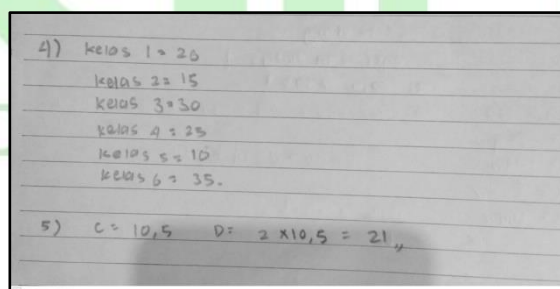 4) kelas 1 = 20
kelas 2 = 15
kelas 3 = 30
kelas 4 = 25
kelas 5 = 10
kelas 6 = 35.
5) C = 10,5 D = 2 x 10,5 = 21,,